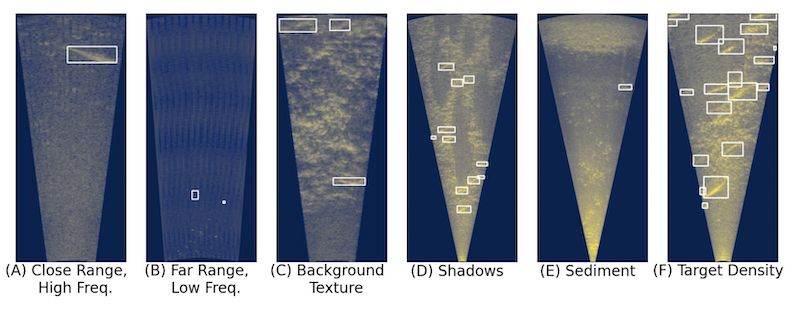 (A) Close Range,
High Freq.
(B) Far Range,
Low Freq.
(C) Background
Texture
(D) Shadows
(E) Sediment
(F) Target Density